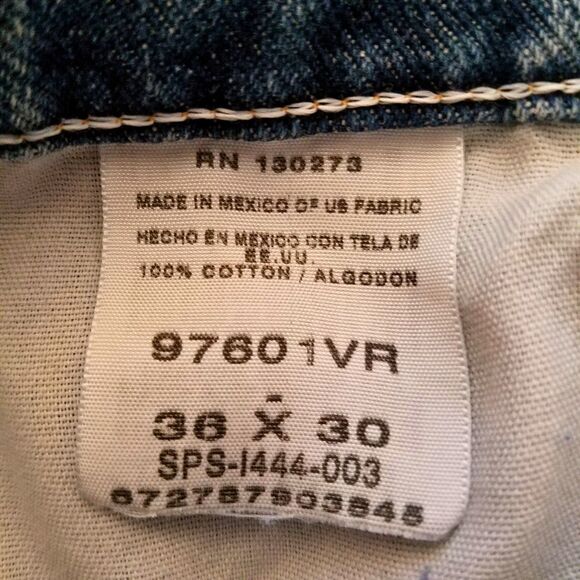 RN 130273
MADE IN MEXICO OF US FABRIC
HECHO EN MEXICO CON TELA DE
EE.UU.
100% COTTON / ALGODON
97601VR
36 X 30
SPS-I444-003
672787903845